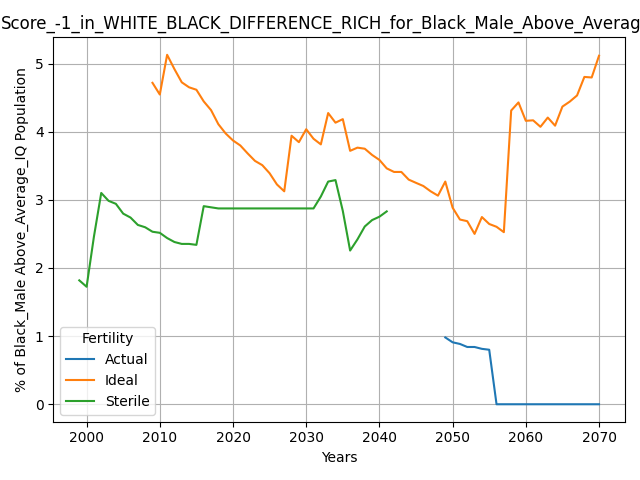 Score_-1_in_WHITE_BLACK_DIFFERENCE_RICH_for_Black_Male_Above_Averag
% of Black_Male Above_Average_IQ Population
5
4
3
2
1
0
Fertility
Actual
Ideal
Sterile
2000 2010 2020 2030 2040 2050 2060 2070
Years